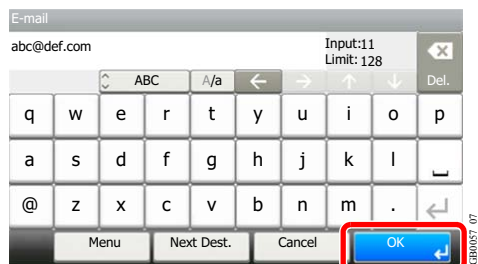 E-mail
abc@def.com Input:11
Limit: 128
Del.
ABC A/a
q w e r t y u i o p
a s d f g h j k l _
@ z x c v b n m .
Menu Next Dest. Cancel OK
GB0057_07